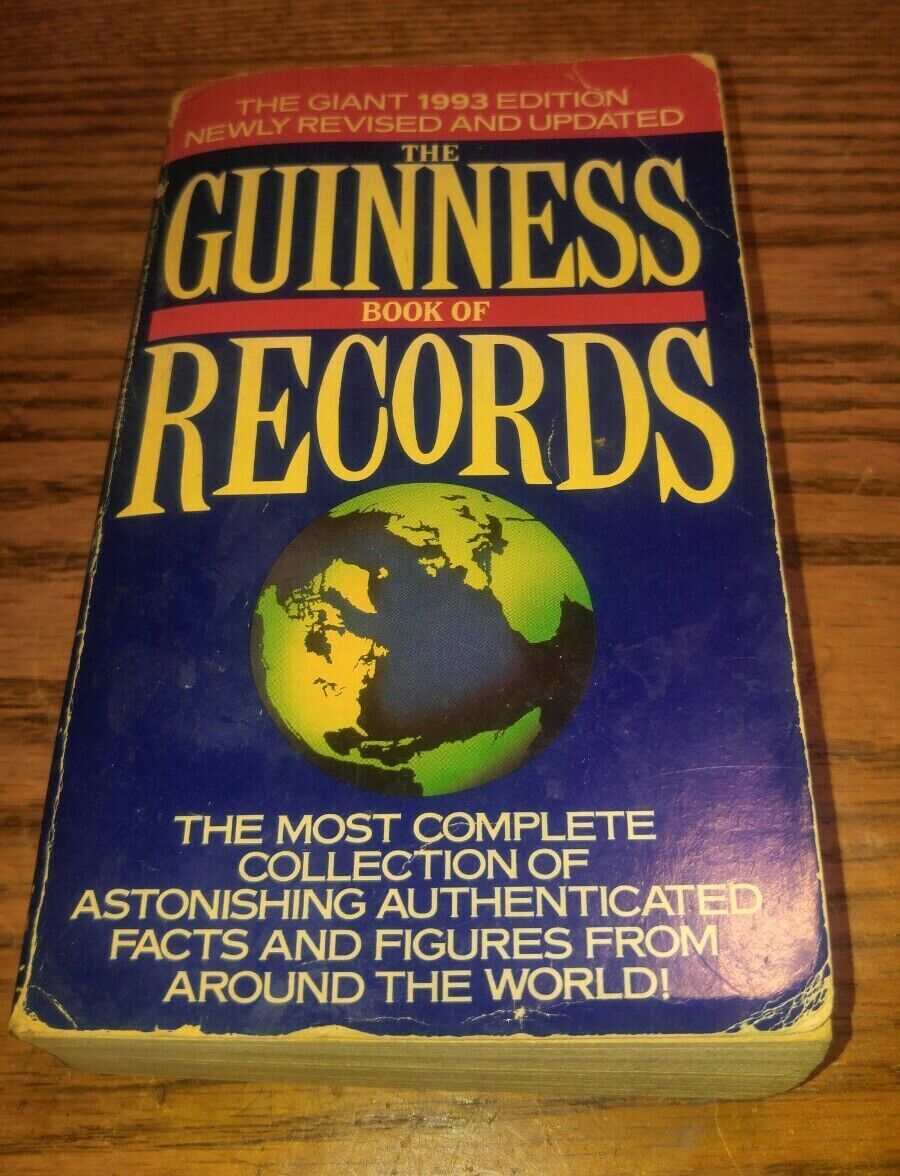 THE GIANT 1993 EDITION
NEWLY REVISED AND UPDATED
THE
GUINNESS
BOOK OF
RECORDS
THE MOST COMPLETE
COLLECTION OF
ASTONISHING AUTHENTICATED
FACTS AND FIGURES FROM
AROUND THE WORLD!